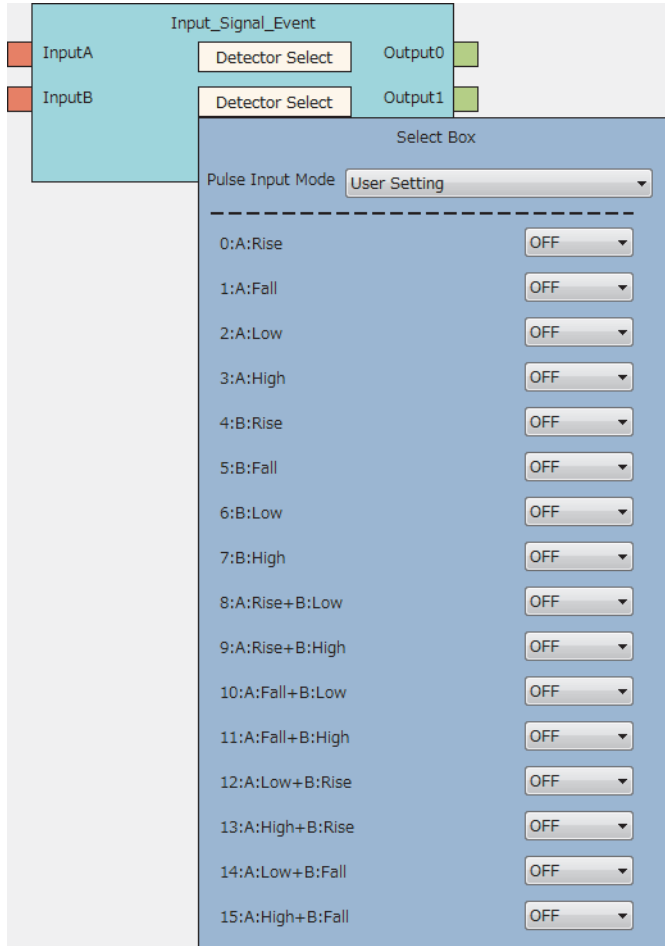 Input_Signal_Event
InputA Detector Select Output0
InputB Detector Select Output1
Select Box
Pulse Input Mode User Setting
0:A:Rise OFF
1:A:Fall OFF
2:A:Low OFF
3:A:High OFF
4:B:Rise OFF
5:B:Fall OFF
6:B:Low OFF
7:B:High OFF
8:A:Rise+B:Low OFF
9:A:Rise+B:High OFF
10:A:Fall+B:Low OFF
11:A:Fall+B:High OFF
12:A:Low+B:Rise OFF
13:A:High+B:Rise OFF
14:A:Low+B:Fall OFF
15:A:High+B:Fall OFF